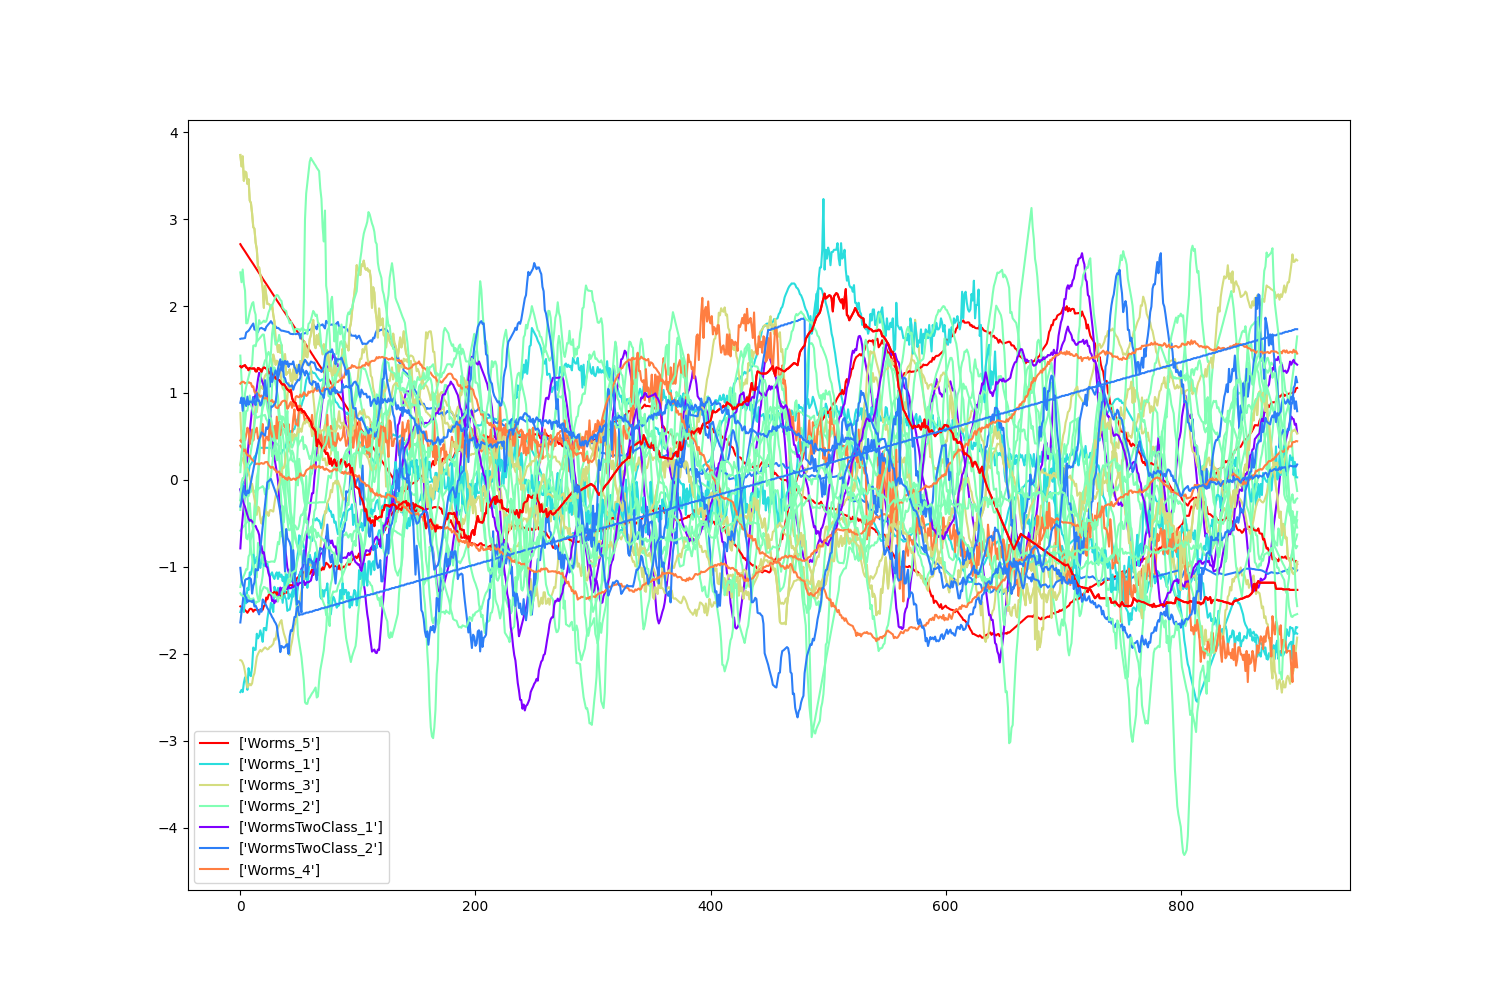 4
3
2
1
0
−1
−2
−3
−4
['Worms_5']
['Worms_1']
['Worms_3']
['Worms_2']
['WormsTwoClass_1']
['WormsTwoClass_2']
['Worms_4']
0 200 400 600 800